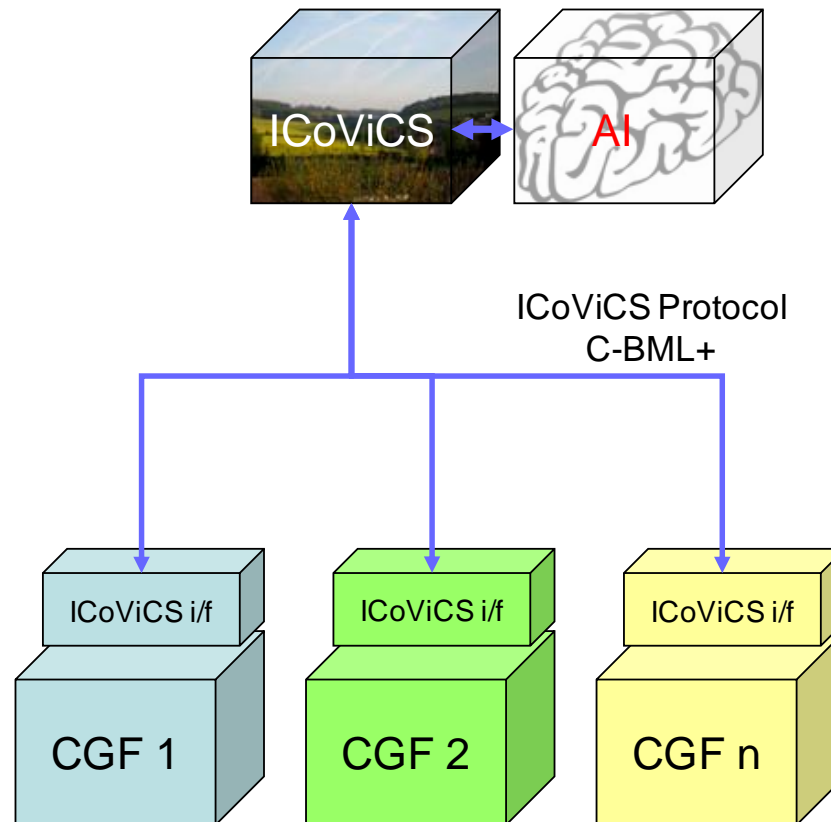 ICoViCS
AI
ICoViCS Protocol
C-BML+
ICoViCS i/f
ICoViCS i/f
ICoViCS i/f
CGF 1
CGF 2
CGF n